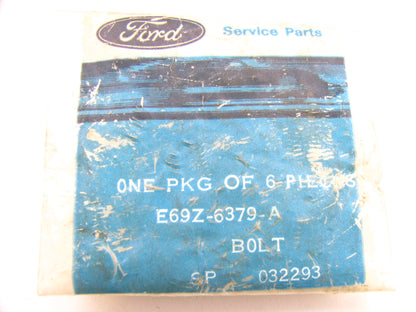 Ford Service Parts
ONE PKG OF 6 PIECES
E69Z-6379-A
BOLT
SP 032293